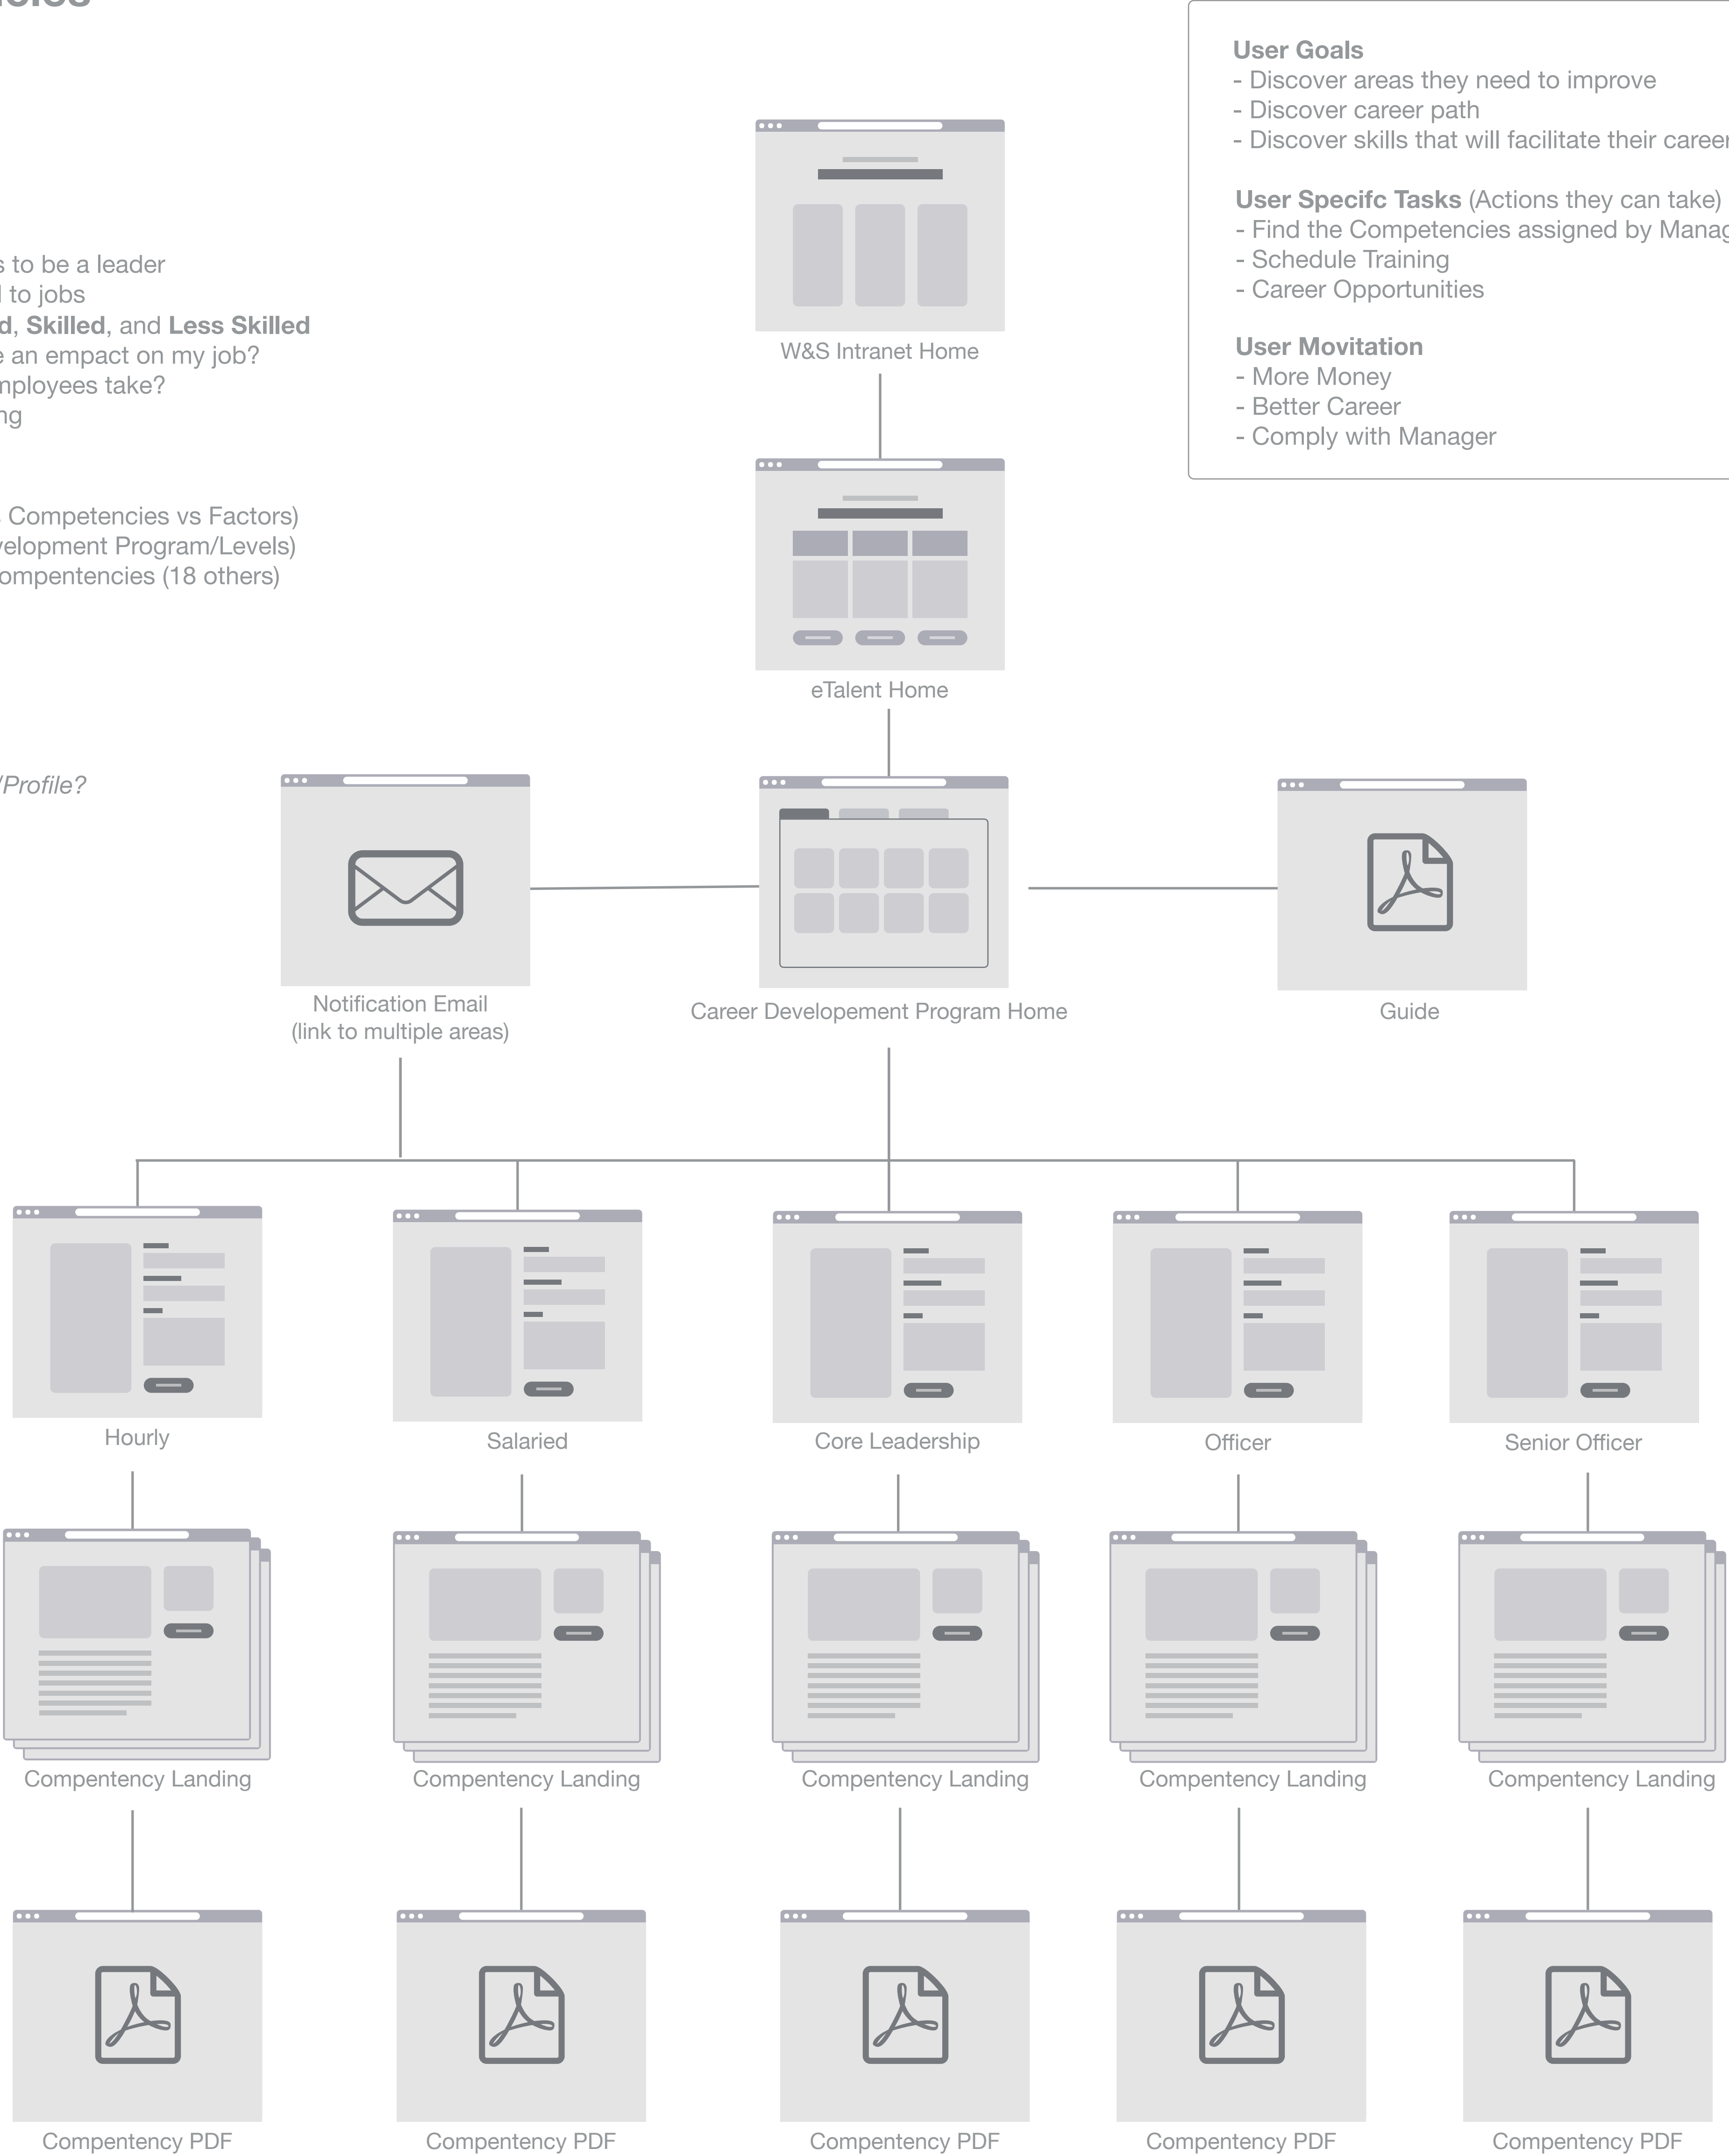 User Goals
- Discover areas they need to improve
- Discover career path
- Discover skills that will facilitate their career
User Specifc Tasks (Actions they can take)
- Find the Competencies assigned by Manag
- Schedule Training
- Career Opportunities
User Movitation
- More Money
- Better Career
- Comply with Manager
s to be a leader
to jobs
d, Skilled, and Less Skilled
e an empact on my job?
mployees take?
ng
Competencies vs Factors)
velopment Program/Levels)
ompentencies (18 others)
/Profile?
W&S Intranet Home
eTalent Home
Notification Email
(link to multiple areas)
Career Developement Program Home
Guide
Hourly
Salaried
Core Leadership
Officer
Senior Officer
Compentency Landing
Compentency Landing
Compentency Landing
Compentency Landing
Compentency Landing
Compentency PDF
Compentency PDF
Compentency PDF
Compentency PDF
Compentency PDF